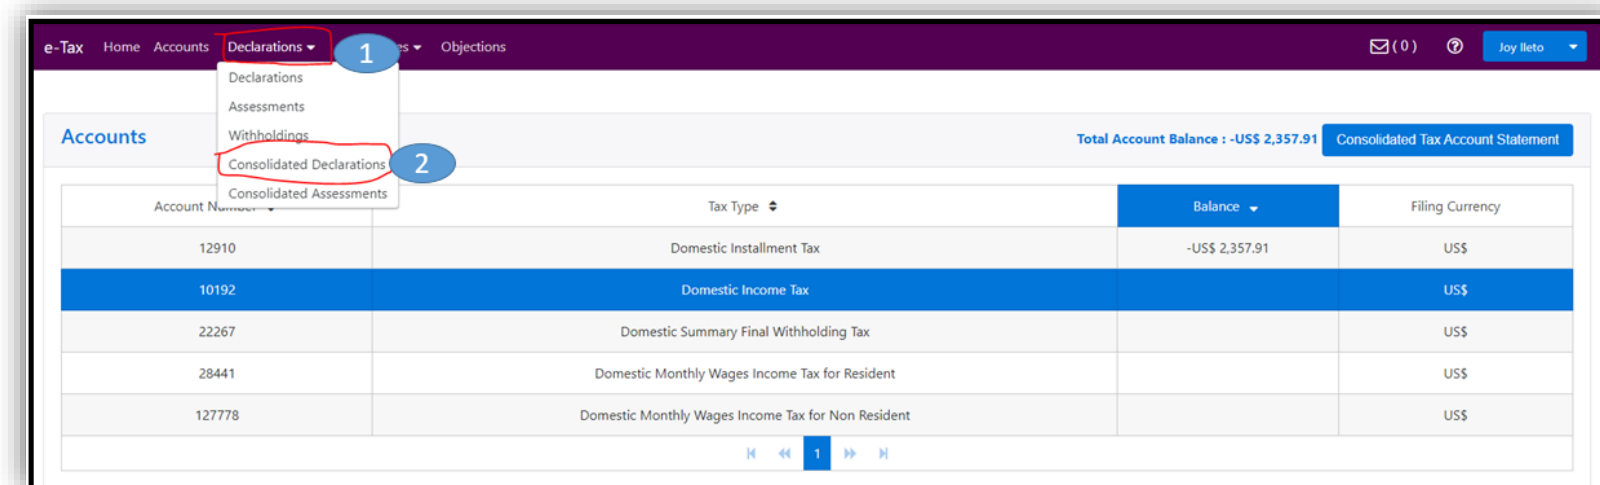 e-Tax Home Accounts Declarations 1 es Objections (0) Joy Ileto
Declarations
Assessments
Withholdings
Consolidated Declarations 2
Consolidated Assessments
Accounts Total Account Balance : -US$ 2,357.91 Consolidated Tax Account Statement
Account Tax Type Balance Filing Currency
12910 Domestic Installment Tax -US$ 2,357.91 US$
10192 Domestic Income Tax US$
22267 Domestic Summary Final Withholding Tax US$
28441 Domestic Monthly Wages Income Tax for Resident US$
127778 Domestic Monthly Wages Income Tax for Non Resident US$
1